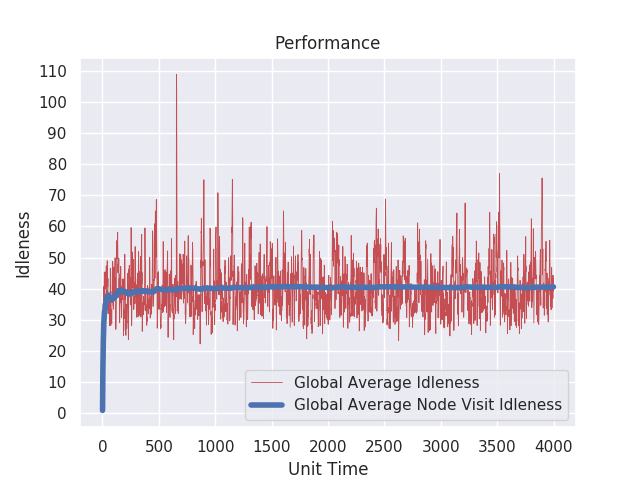 Performance
110
100
90
80
70
60
50
40
30
20
10
0
Idleness
Global Average Idleness
Global Average Node Visit Idleness
0 500 1000 1500 2000 2500 3000 3500 4000
Unit Time